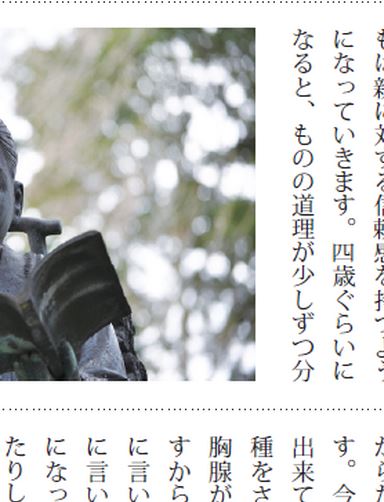 もは親に対する信頼感を持つよう
になっていきます。四歳ぐらいに
なると、ものの道理が少しずつ分
す。今
出来て
種をさ
胸腺が
すから
に言い
に言い
になっ
たりし